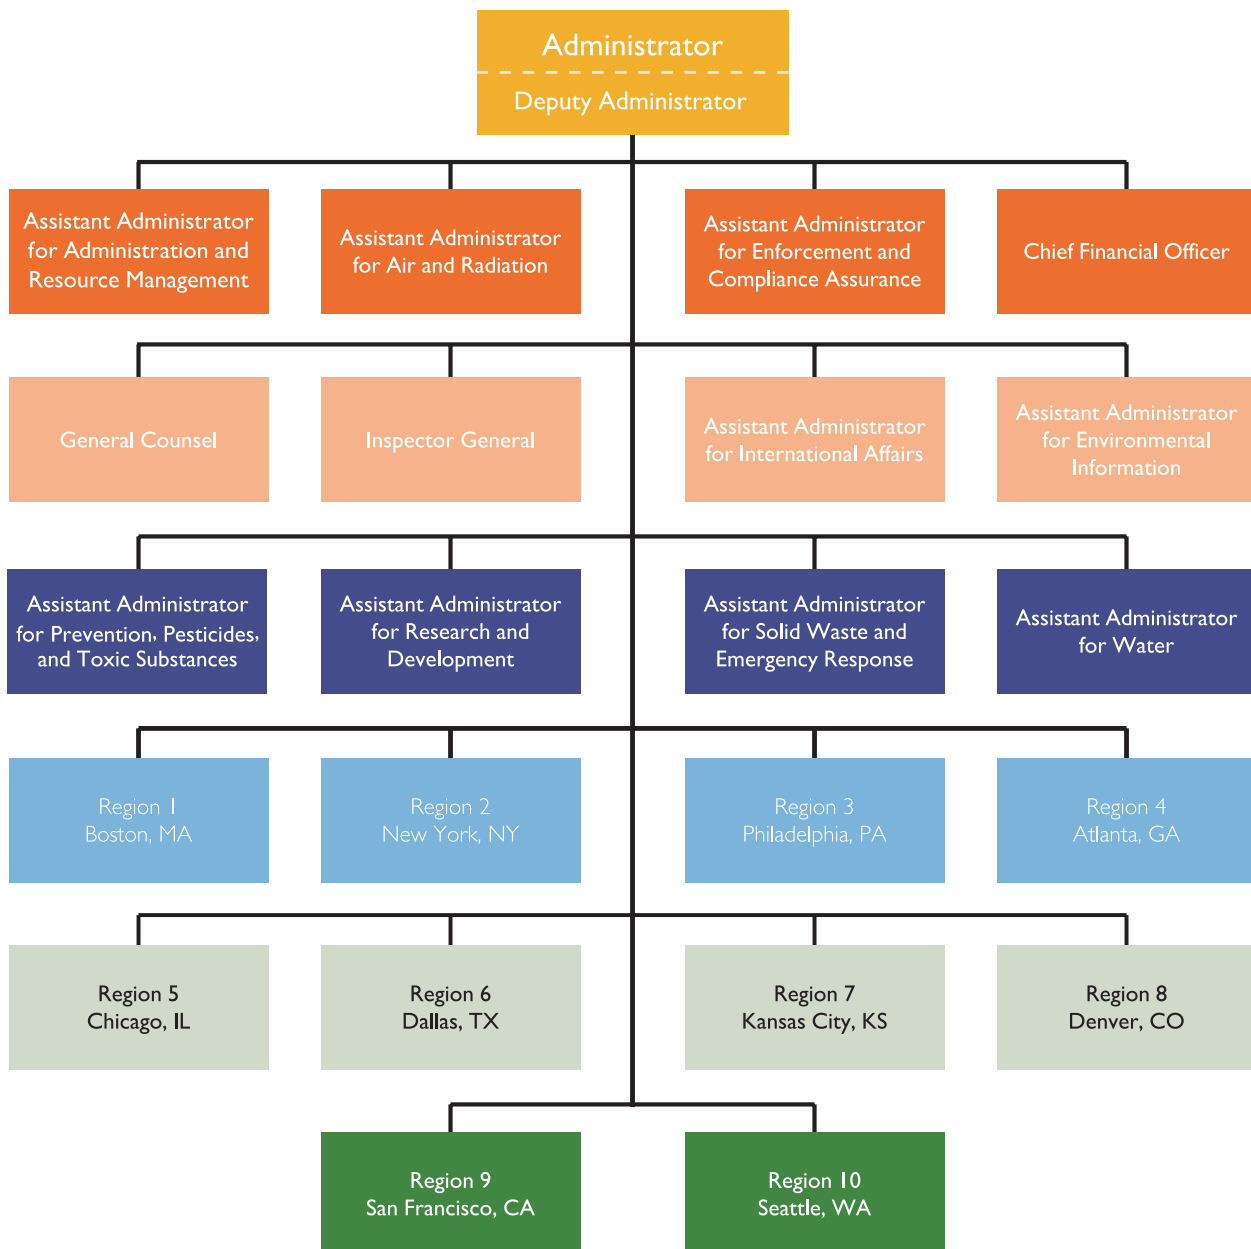 Administrator
Deputy Administrator
Assistant Administrator
for Administration and
Resource Management
Assistant Administrator
for Air and Radiation
Assistant Administrator
for Enforcement and
Compliance Assurance
Chief Financial Officer
General Counsel
Inspector General
Assistant Administrator
for International Affairs
Assistant Administrator
for Environmental
Information
Assistant Administrator
for Prevention, Pesticides,
and Toxic Substances
Assistant Administrator
for Research and
Development
Assistant Administrator
for Solid Waste and
Emergency Response
Assistant Administrator
for Water
Region 1
Boston, MA
Region 2
New York, NY
Region 3
Philadelphia, PA
Region 4
Atlanta, GA
Region 5
Chicago, IL
Region 6
Dallas, TX
Region 7
Kansas City, KS
Region 8
Denver, CO
Region 9
San Francisco, CA
Region 10
Seattle, WA